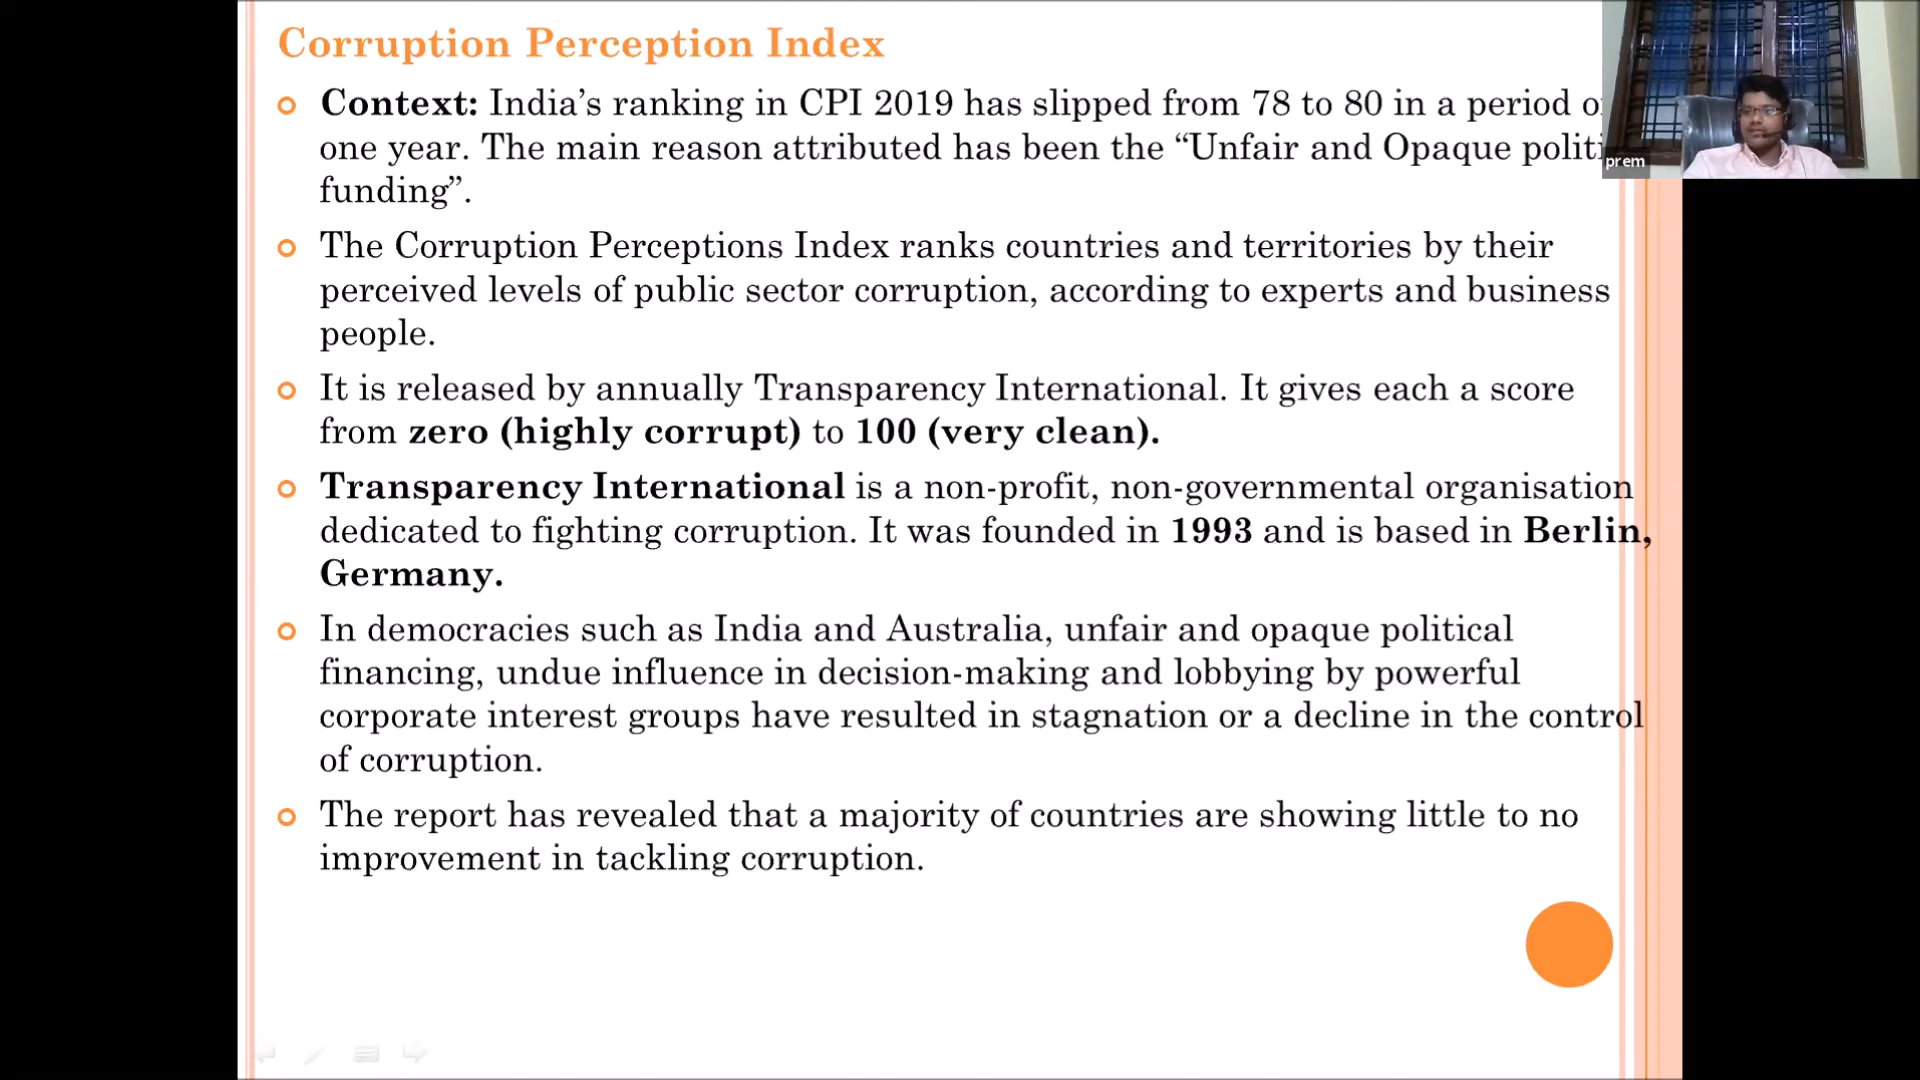 Corruption Perception Index
Context: India's ranking in CPI 2019 has slipped from 78 to 80 in a period
one year. The main reason attributed has been the “Unfair and Opaque
funding”.
The Corruption Perceptions Index ranks countries and territories by their
perceived levels of public sector corruption, according to experts and business
people.
It is released by annually Transparency International. It gives each a score
from zero (highly corrupt) to 100 (very clean).
Transparency International is a non-profit, non-governmental organisation
dedicated to fighting corruption. It was founded in 1993 and is based in Berlin,
Germany.
In democracies such as India and Australia, unfair and opaque political
financing, undue influence in decision-making and lobbying by powerful
corporate interest groups have resulted in stagnation or a decline in the control
of corruption.
The report has revealed that a majority of countries are showing little to no
improvement in tackling corruption.
prem